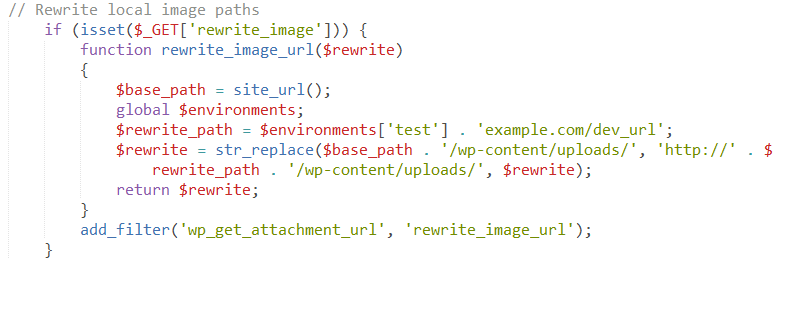 // Rewrite local image paths
if (isset($_GET['rewrite_image'])) {
function rewrite_image_url($rewrite)
{
$base_path = site_url();
global $environments;
$rewrite_path = $environments['test'] . 'example.com/dev_url';
$rewrite = str_replace($base_path . '/wp-content/uploads/', 'http://' . $
rewrite_path . '/wp-content/uploads/', $rewrite);
return $rewrite;
}
add_filter('wp_get_attachment_url', 'rewrite_image_url');
}